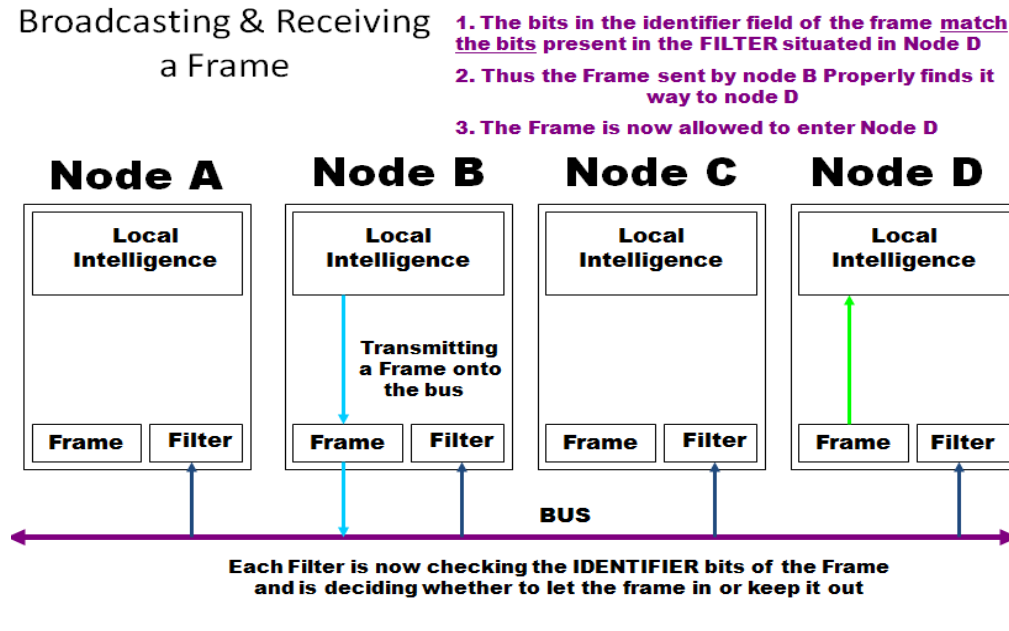 Broadcasting & Receiving
a Frame
1. The bits in the identifier field of the frame match
the bits present in the FILTER situated in Node D
2. Thus the Frame sent by node B Properly finds it
way to node D
3. The Frame is now allowed to enter Node D
Node A
Node B
Node C
Node D
Local
Intelligence
Local
Intelligence
Local
Intelligence
Local
Intelligence
Transmitting
a Frame onto
the bus
Frame
Filter
Frame
Filter
Frame
Filter
Frame
Filter
BUS
Each Filter is now checking the IDENTIFIER bits of the Frame
and is deciding whether to let the frame in or keep it out